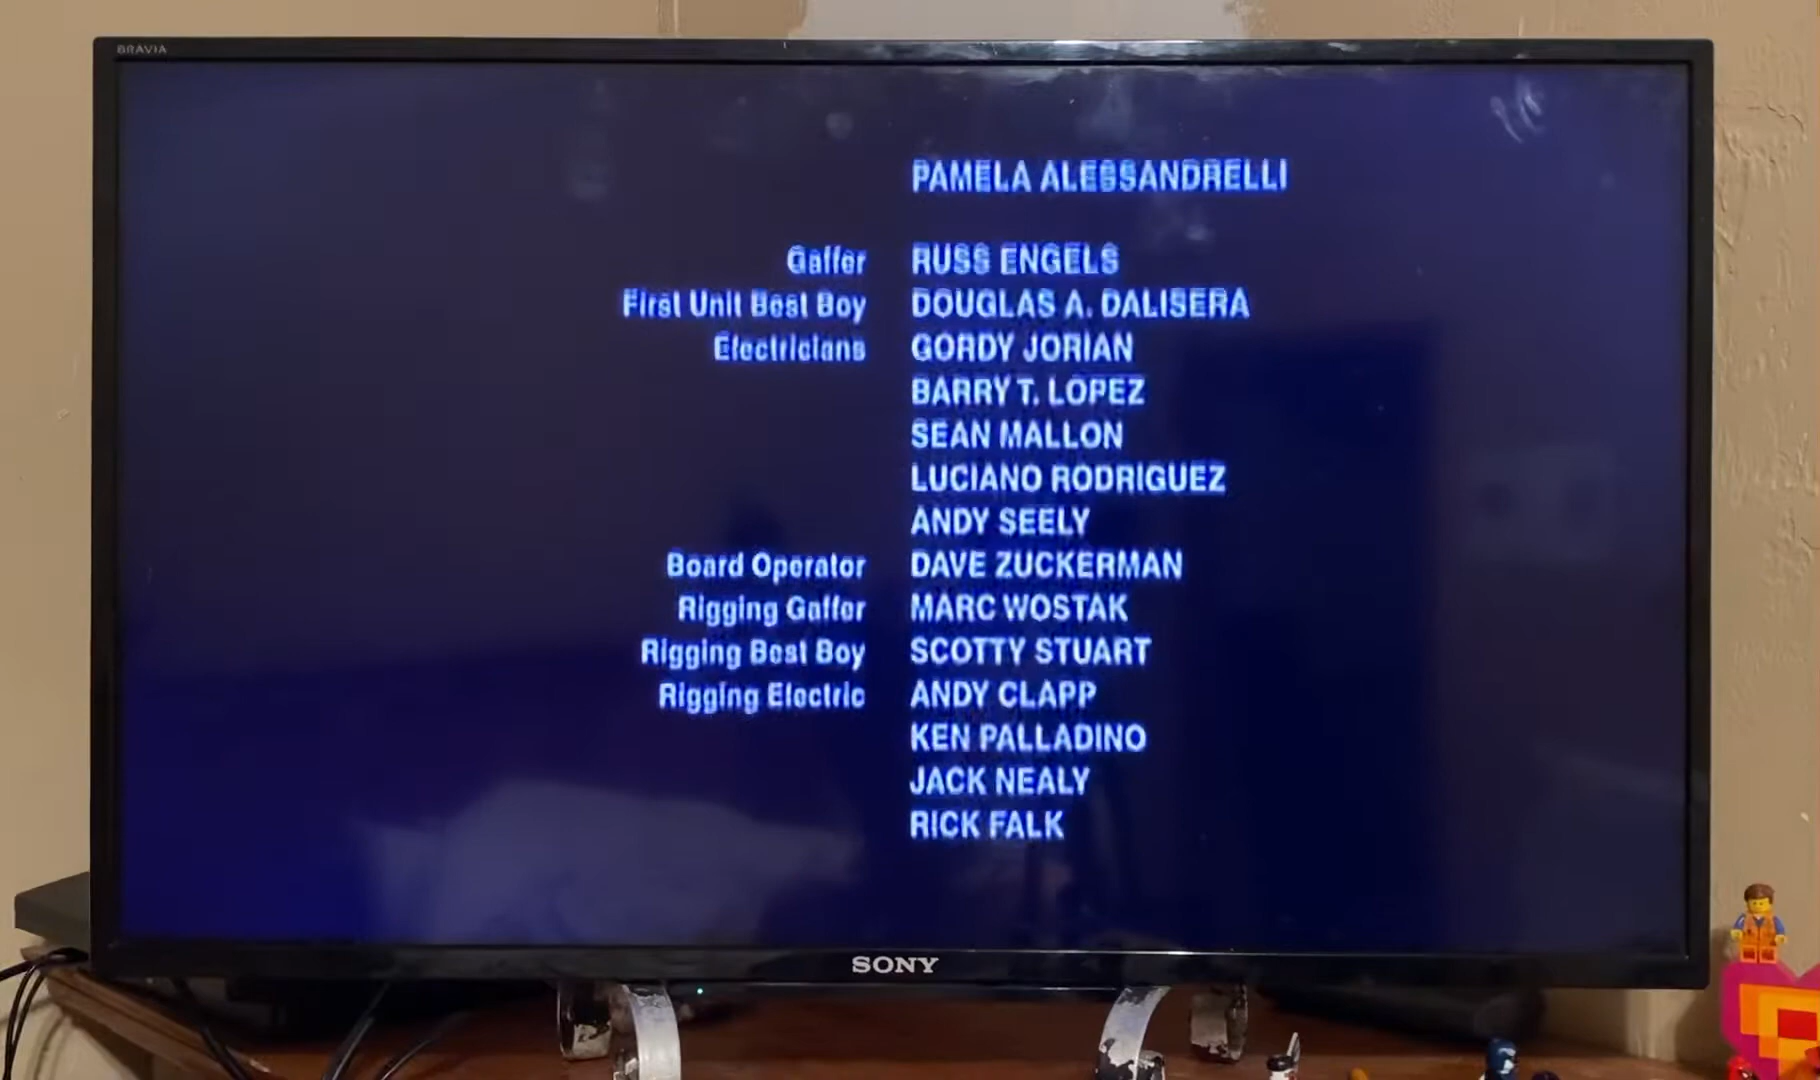 BRAVIA
PAMELA ALESSANDRELLI
Gaffer RUSS ENGELS
First Unit Best Boy DOUGLAS A. DALISERA
Electricians GORDY JORIAN
BARRY T. LOPEZ
SEAN MALLON
LUCIANO RODRIGUEZ
ANDY SEELY
Board Operator DAVE ZUCKERMAN
Rigging Gaffer MARC WOSTAK
Rigging Best Boy SCOTTY STUART
Rigging Electric ANDY CLAPP
KEN PALLADINO
JACK NEALY
RICK FALK
SONY